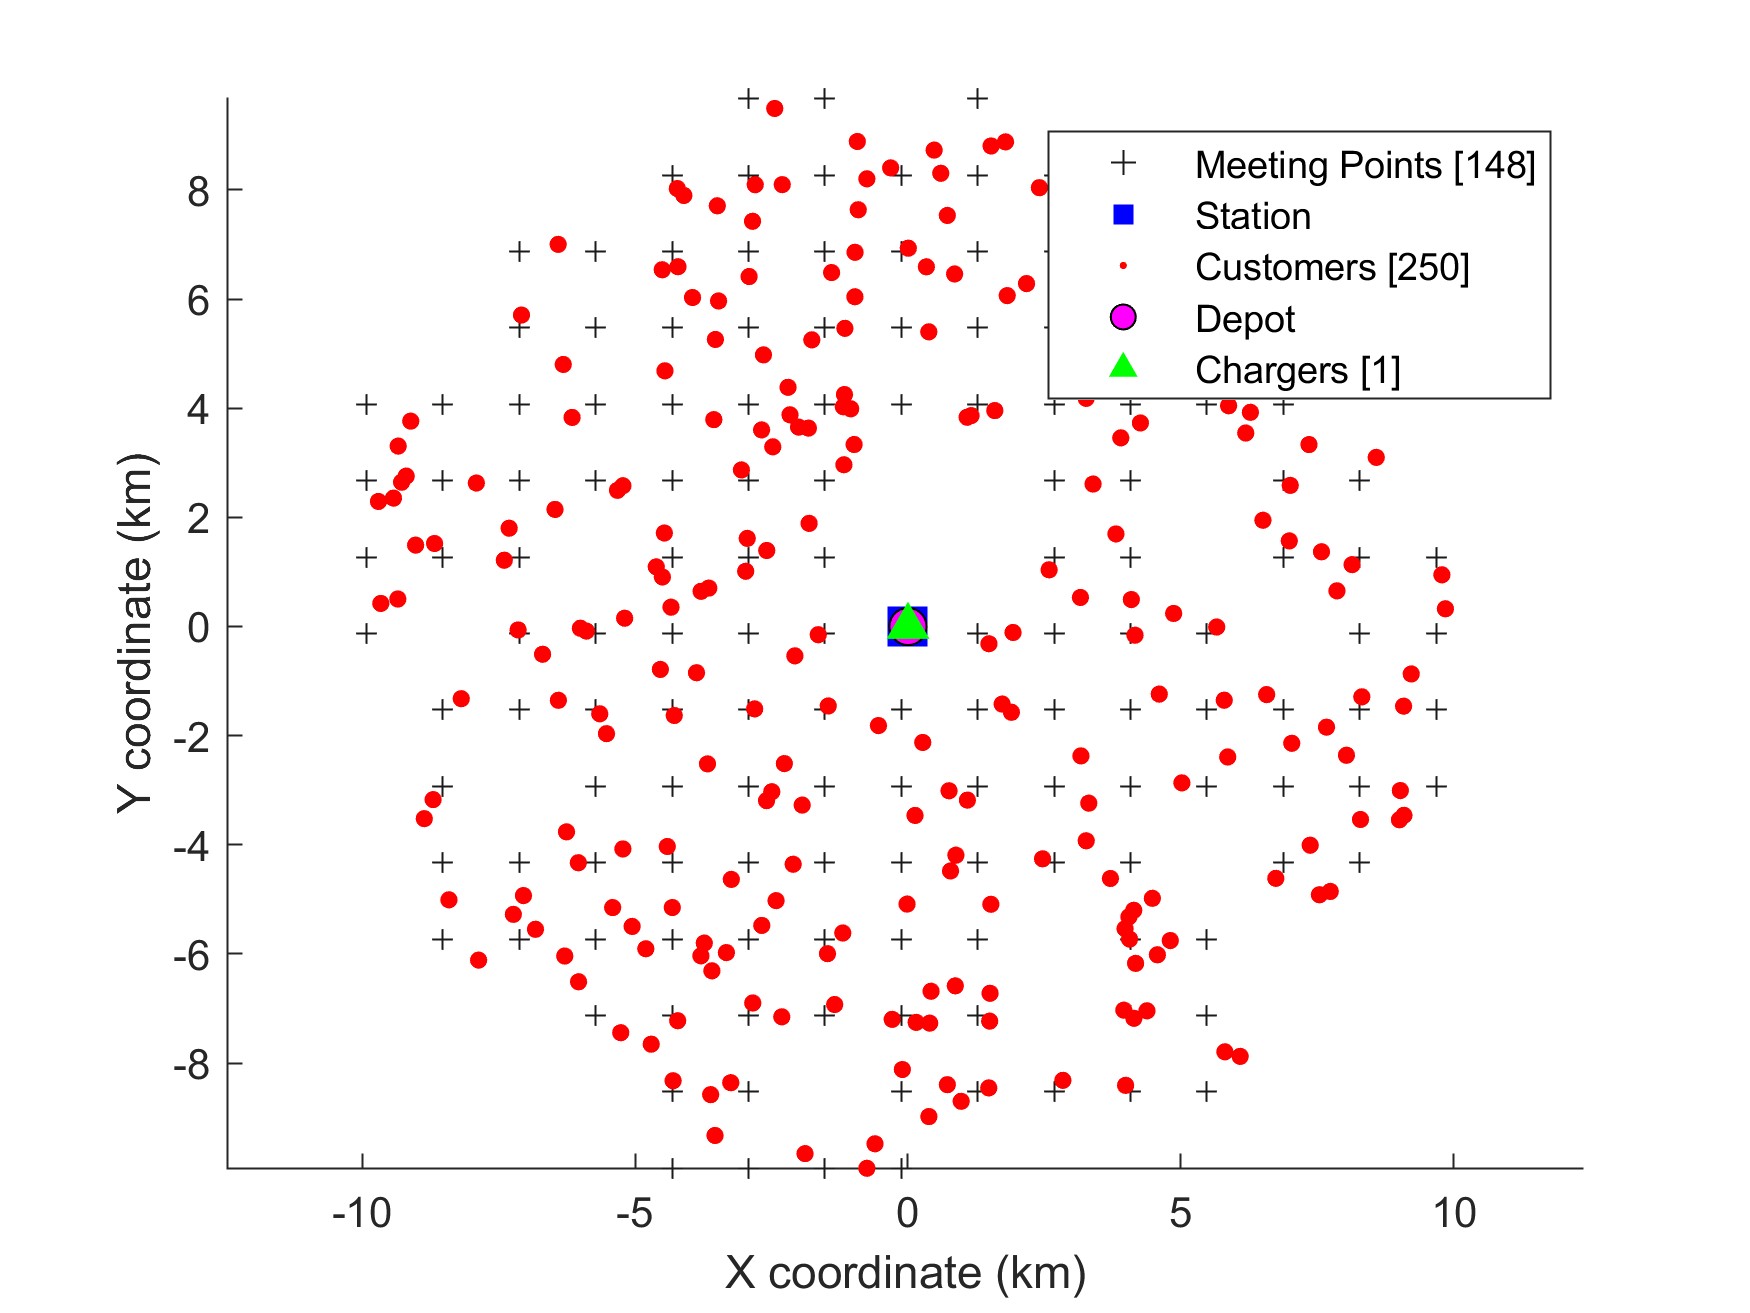 Meeting Points [148]
Station
Customers [250]
Depot
Chargers [1]
8
6
4
2
0
-2
-4
-6
-8
Y coordinate (km)
-10 -5 0 5 10
X coordinate (km)